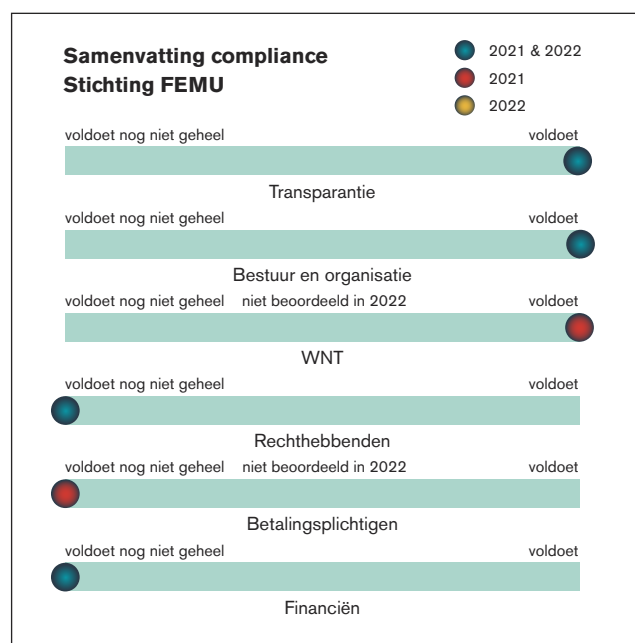 Samenvatting compliance
Stichting FEMU
2021 & 2022
2021
2022
voldoet nog niet geheel voldoet
Transparantie
voldoet nog niet geheel voldoet
Bestuur en organisatie
voldoet nog niet geheel niet beoordeeld in 2022 voldoet
WNT
voldoet nog niet geheel voldoet
Rechthebbenden
voldoet nog niet geheel niet beoordeeld in 2022 voldoet
Betalingsplichtigen
voldoet nog niet geheel voldoet
Financiën